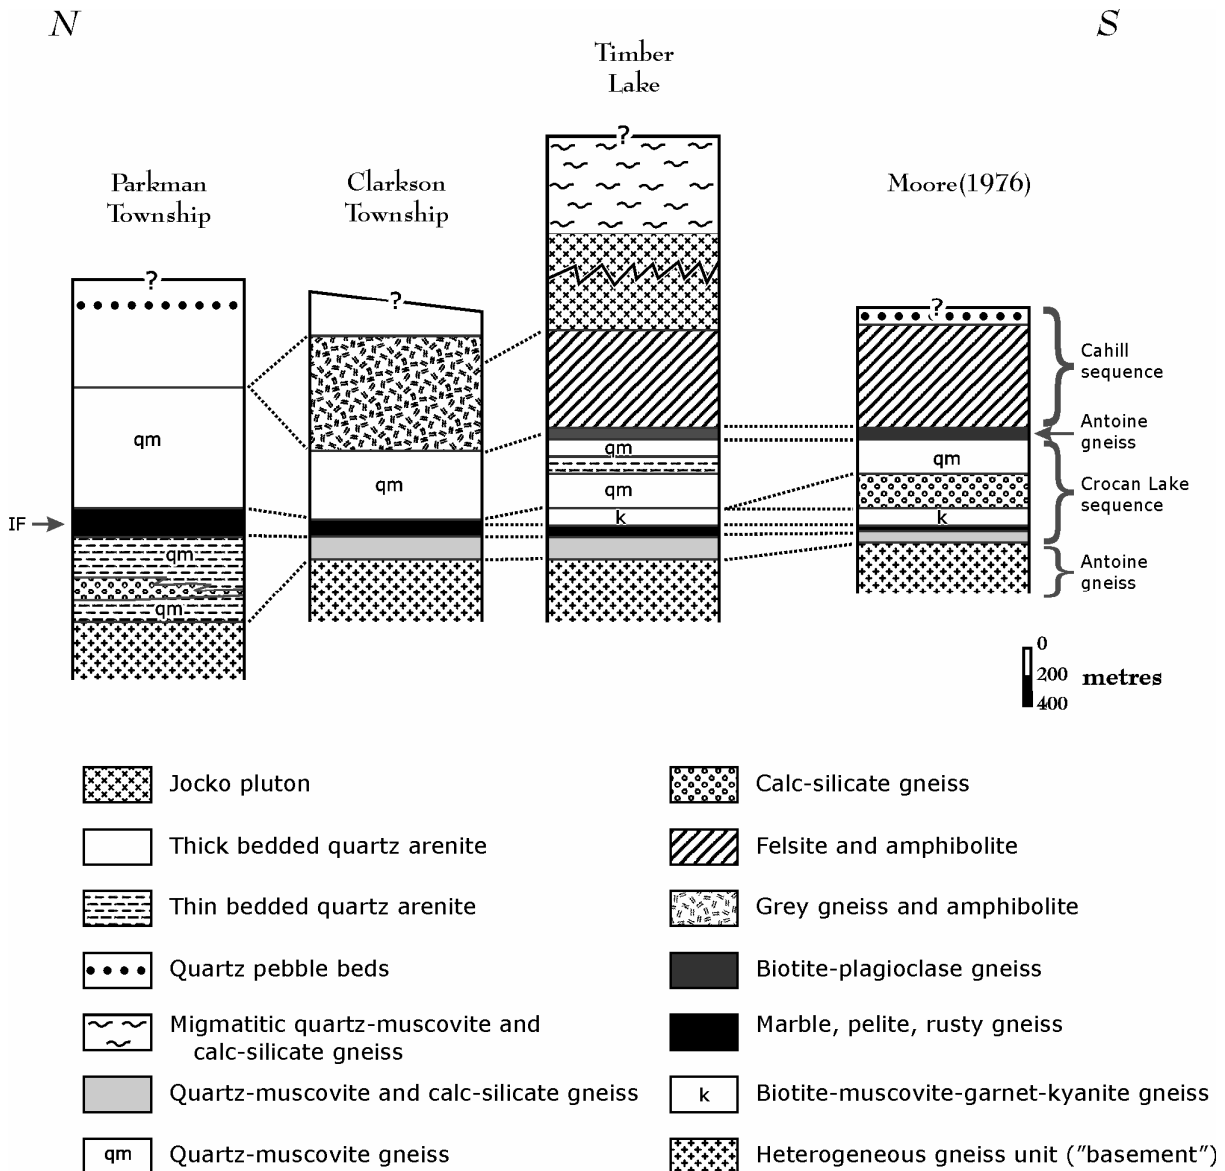 N
S
Timber
Lake
Parkman
Township
Clarkson
Township
Moore(1976)
?
?
?
?
qm
qm
qm
qm
k
qm
k
IF
qm
qm
Cahill
sequence
Antoine
gneiss
Crocan Lake
sequence
Antoine
gneiss
0
200
400
metres
Jocko pluton
Thick bedded quartz arenite
Thin bedded quartz arenite
Quartz pebble beds
Migmatitic quartz-muscovite and
calc-silicate gneiss
Quartz-muscovite and calc-silicate gneiss
qm Quartz-muscovite gneiss
Calc-silicate gneiss
Felsite and amphibolite
Grey gneiss and amphibolite
Biotite-plagioclase gneiss
Marble, pelite, rusty gneiss
k Biotite-muscovite-garnet-kyanite gneiss
Heterogeneous gneiss unit ("basement")